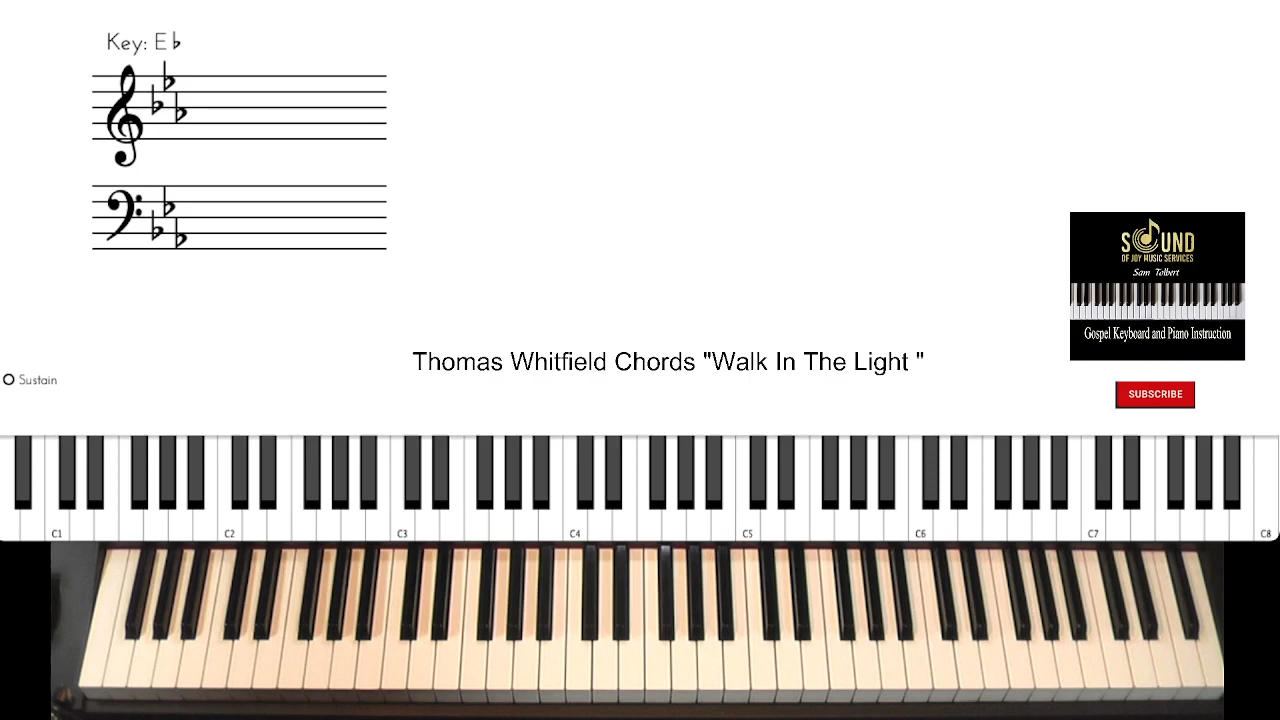 Key: E♭
SOUND
OF JOY MUSIC SERVICES
Sam Tolbert
Gospel Keyboard and Piano Instruction
Thomas Whitfield Chords "Walk In The Light "
Sustain
SUBSCRIBE
C1 C2 C3 C4 C5 C6 C7 C8